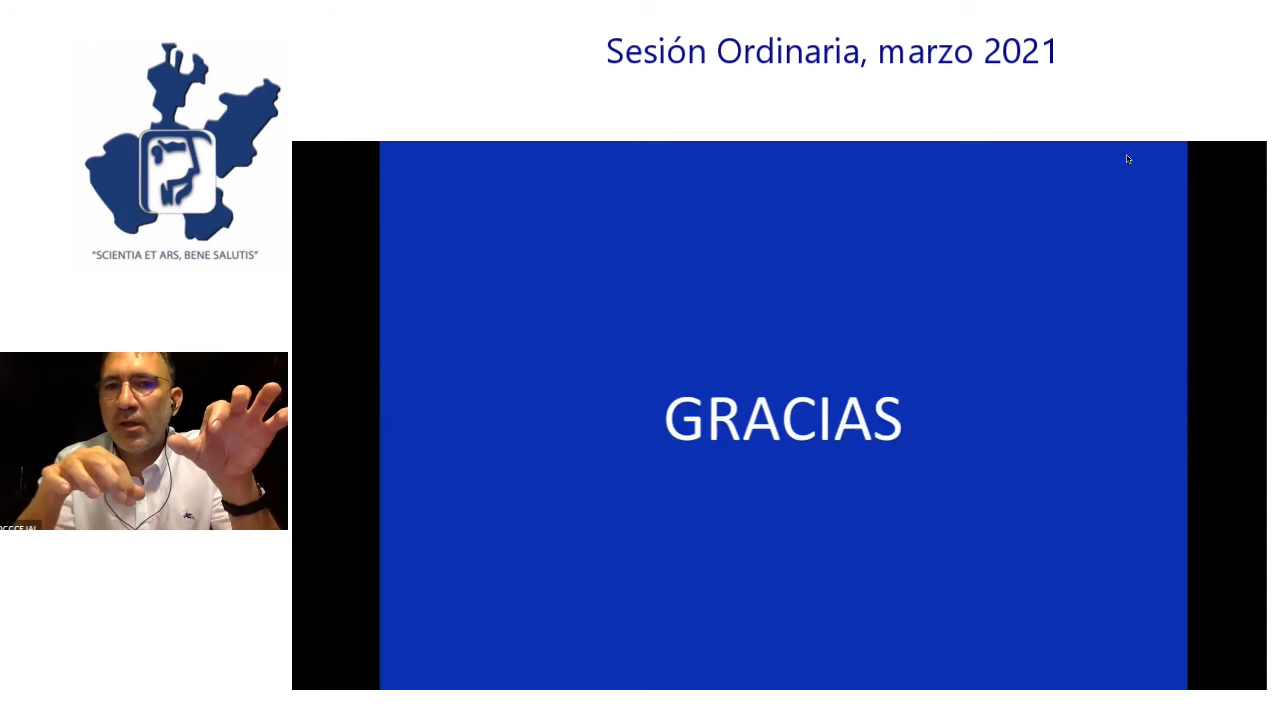 Sesión Ordinaria, marzo 2021
“SCIENTIA ET ARS, BENE SALUTIS”
GRACIAS